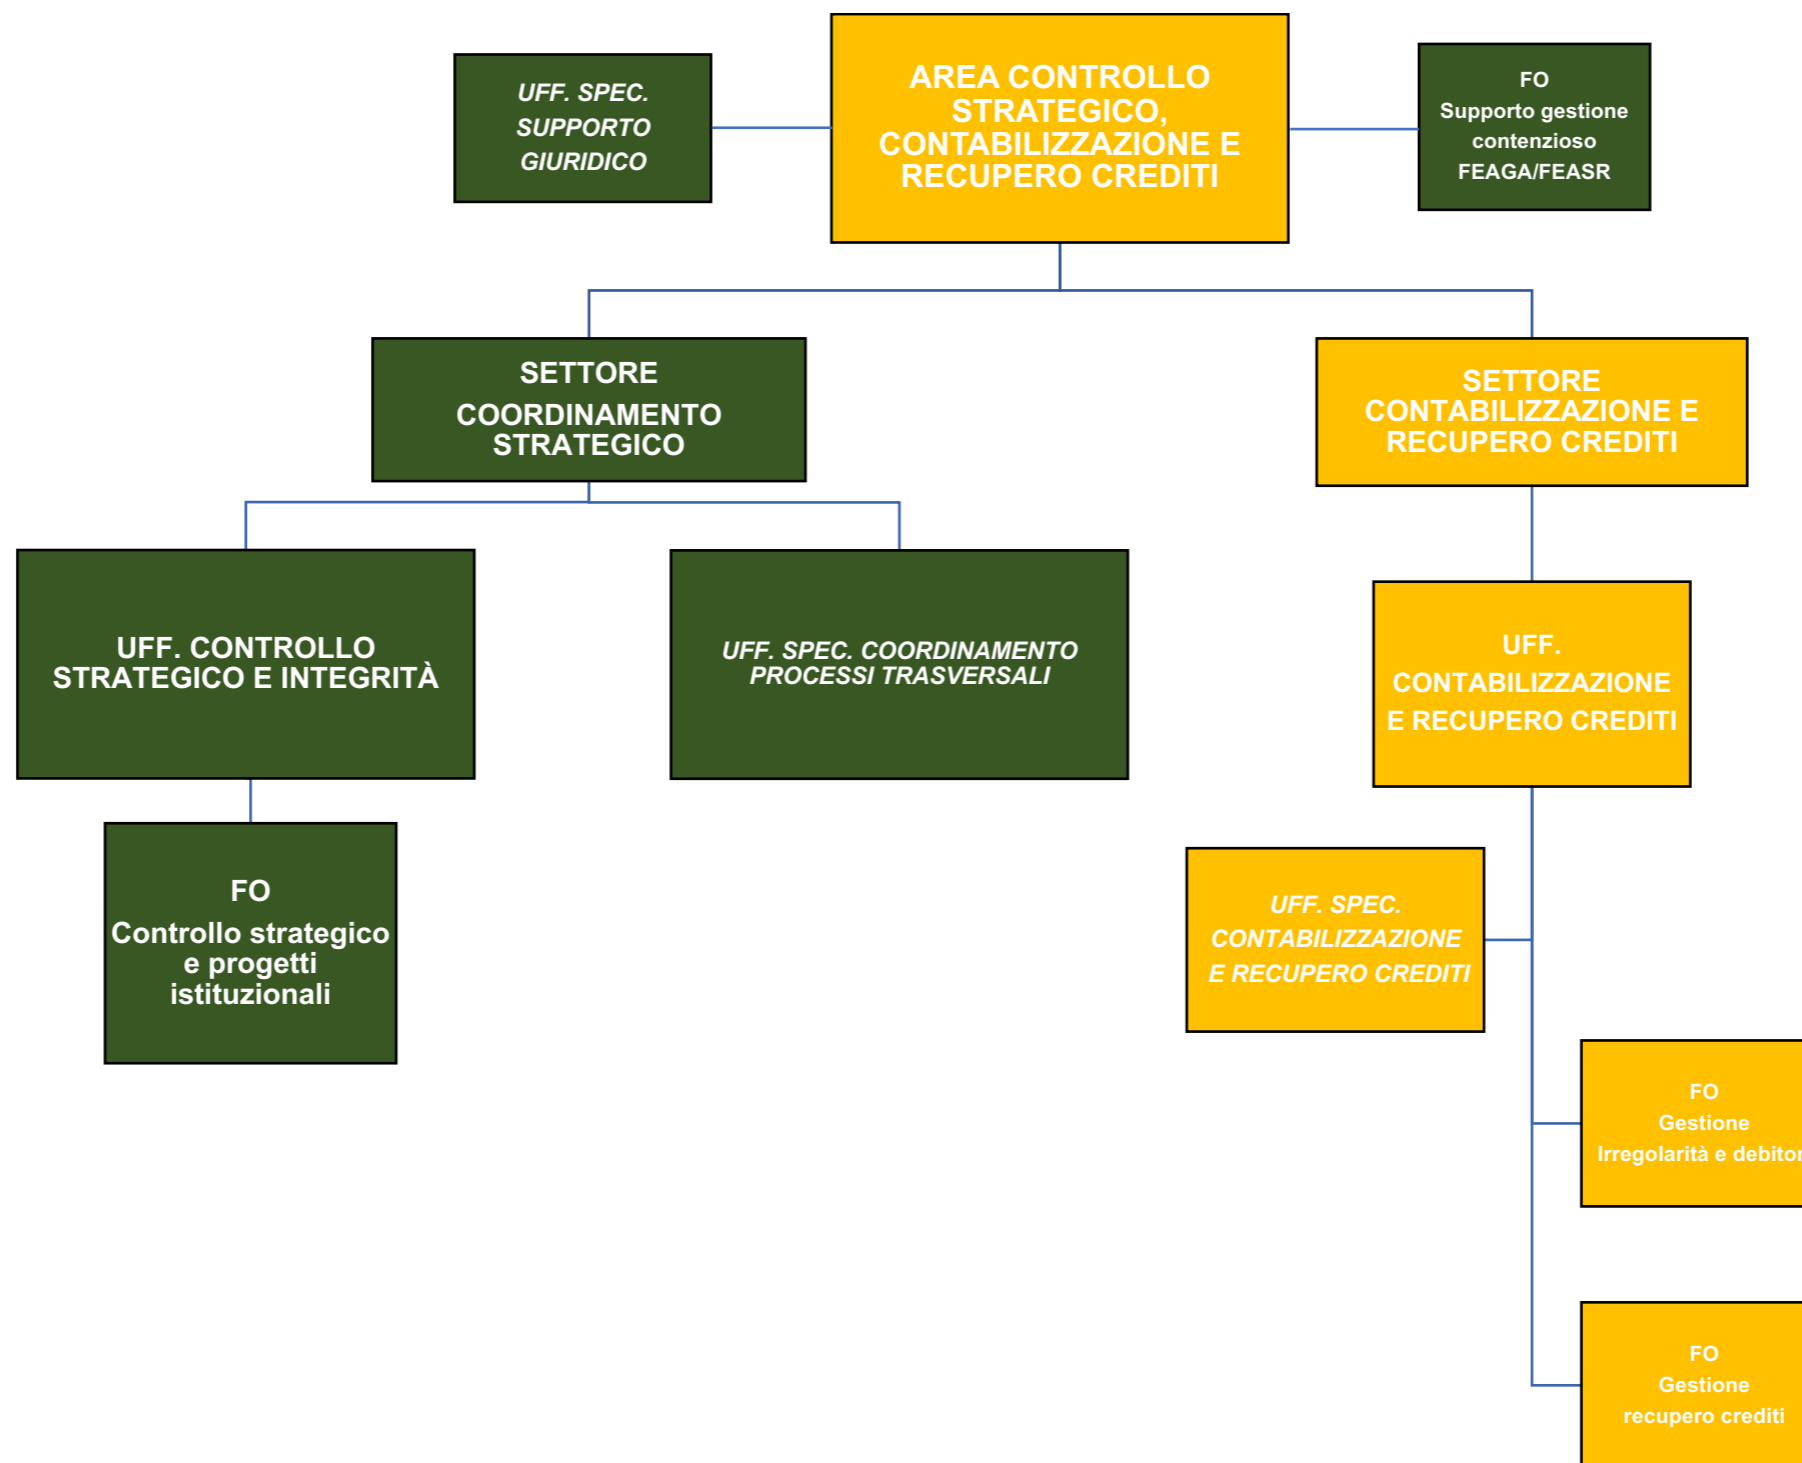 UFF. SPEC.
SUPPORTO
GIURIDICO
AREA CONTROLLO
STRATEGICO,
CONTABILIZZAZIONE E
RECUPERO CREDITI
FO
Supporto gestione
contenzioso
FEAGA/FEASR
SETTORE
COORDINAMENTO
STRATEGICO
SETTORE
CONTABILIZZAZIONE E
RECUPERO CREDITI
UFF. CONTROLLO
STRATEGICO E INTEGRITÀ
UFF. SPEC. COORDINAMENTO
PROCESSI TRASVERSALI
UFF.
CONTABILIZZAZIONE
E RECUPERO CREDITI
FO
Controllo strategico
e progetti
istituzionali
UFF. SPEC.
CONTABILIZZAZIONE
E RECUPERO CREDITI
FO
Gestione
Irregolarità e debitor
FO
Gestione
recupero crediti